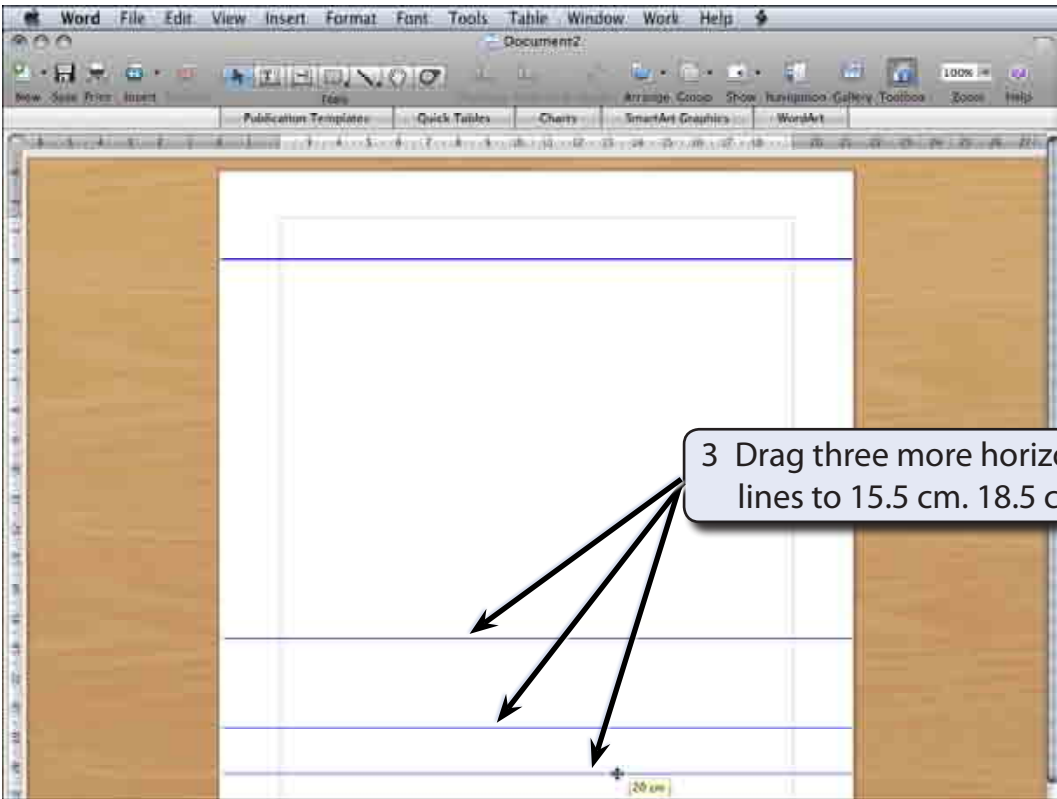 Word File Edit View Insert Format Font Tools Table Window Work Help
Document2
100%
New Save Print Insert Tools Arrange Group Show Navigation Gallery Toolbox Zoom Help
Publication Templates Quick Tables Charts SmartArt Graphics WordArt
3 Drag three more horizo
lines to 15.5 cm. 18.5 c
20 cm